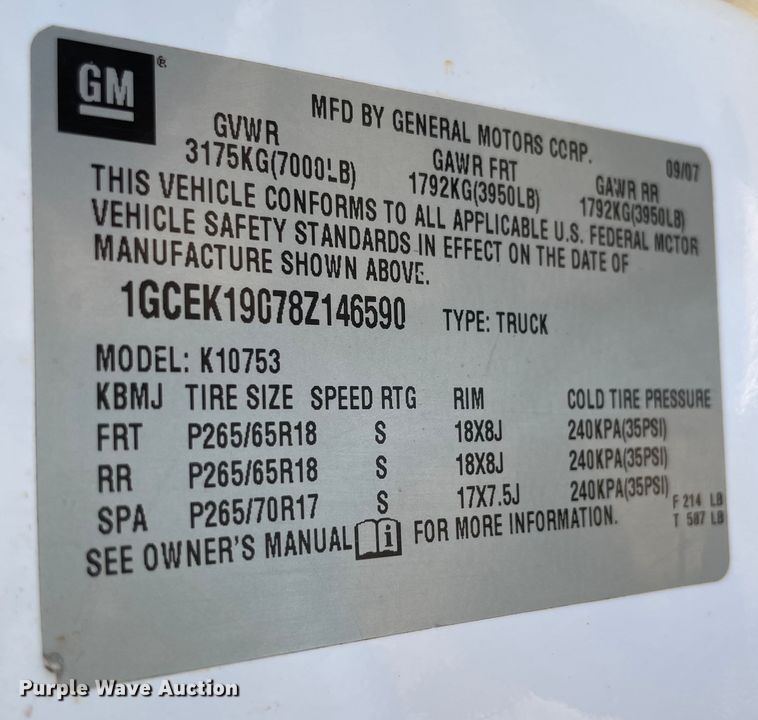 GM®
MFD BY GENERAL MOTORS CORP. 09/07
GVWR GAWR FRT GAWR RR
3175KG(7000LB) 1792KG(3950LB) 1792KG(3950LB)
THIS VEHICLE CONFORMS TO ALL APPLICABLE U.S. FEDERAL MOTOR
VEHICLE SAFETY STANDARDS IN EFFECT ON THE DATE OF
MANUFACTURE SHOWN ABOVE.
1GCEK19078Z146590 TYPE: TRUCK
MODEL: K10753
KBMJ TIRE SIZE SPEED RTG RIM COLD TIRE PRESSURE
FRT P265/65R18 S 18X8J 240KPA(35PSI)
RR P265/65R18 S 18X8J 240KPA(35PSI)
SPA P265/70R17 S 17X7.5J 240KPA(35PSI) F 214 LB
T 587 LB
SEE OWNER'S MANUAL i FOR MORE INFORMATION.
Purple Wave Auction